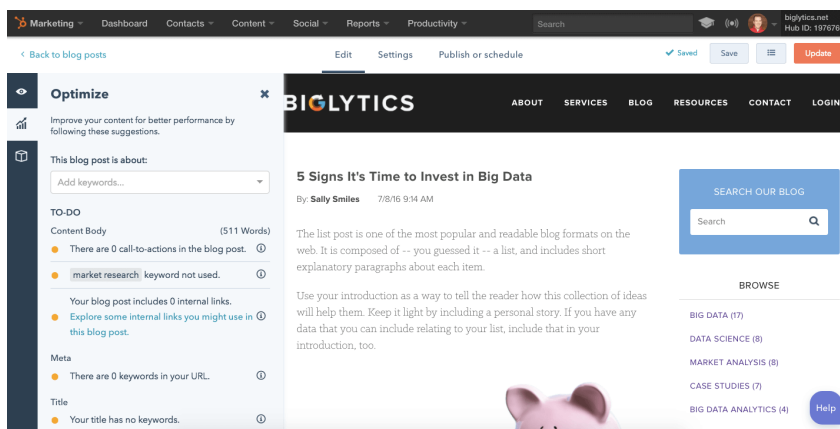 Marketing Dashboard Contacts Content Social Reports Productivity Search biglytics.net
Hub ID: 197676
Back to blog posts Edit Settings Publish or schedule Saved Save Update
Optimize
Improve your content for better performance by
following these suggestions.
This blog post is about:
Add keywords...
TO-DO
Content Body (511 Words)
There are 0 call-to-actions in the blog post.
market research keyword not used.
Your blog post includes 0 internal links.
Explore some internal links you might use in
this blog post.
Meta
There are 0 keywords in your URL.
Title
Your title has no keywords.
BIGLYTICS ABOUT SERVICES BLOG RESOURCES CONTACT LOGIN
5 Signs It's Time to Invest in Big Data
By: Sally Smiles 7/8/16 9:14 AM
The list post is one of the most popular and readable blog formats on the
web. It is composed of -- you guessed it -- a list, and includes short
explanatory paragraphs about each item.
Use your introduction as a way to tell the reader how this collection of ideas
will help them. Keep it light by including a personal story. If you have any
data that you can include relating to your list, include that in your
introduction, too.
SEARCH OUR BLOG
Search
BROWSE
BIG DATA (17)
DATA SCIENCE (8)
MARKET ANALYSIS (8)
CASE STUDIES (7)
BIG DATA ANALYTICS (4)
Help